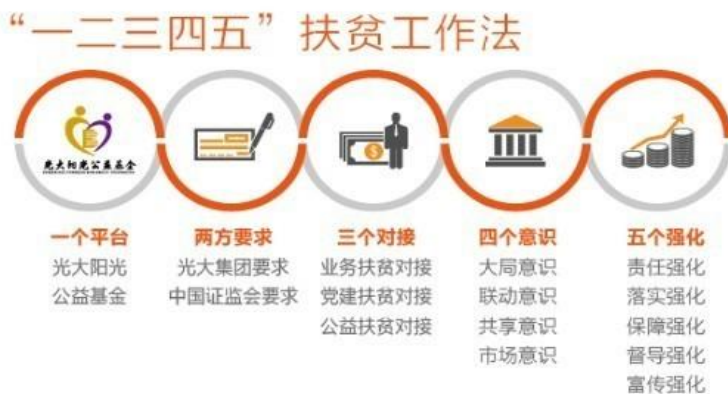 “一二三四五”扶贫工作法
光大阳光公益基金
一个平台
光大阳光
公益基金
两方要求
光大集团要求
中国证监会要求
三个对接
业务扶贫对接
党建扶贫对接
公益扶贫对接
四个意识
大局意识
联动意识
共享意识
市场意识
五个强化
责任强化
落实强化
保障强化
督导强化
富传强化